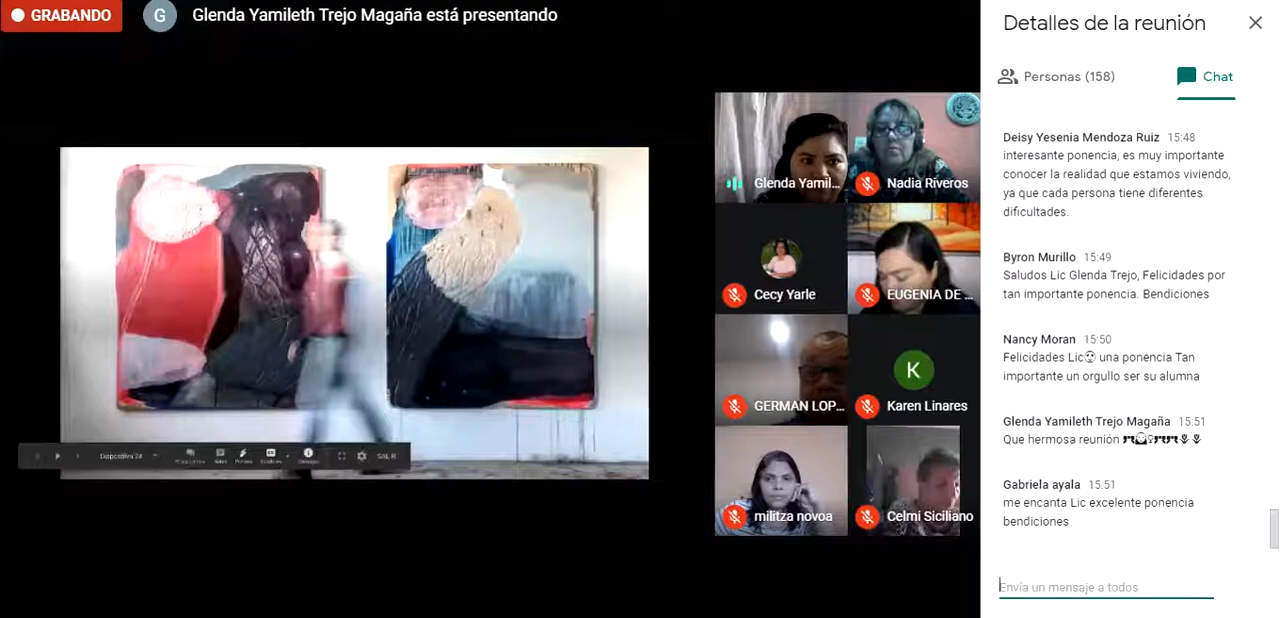 GRABANDO
G
Glenda Yamileth Trejo Magaña está presentando
Detalles de la reunión
Personas (158)
Chat
Glenda Yamil...
Nadia Riveros
Cecy Yarle
EUGENIA DE ...
GERMAN LOP...
K
Karen Linares
militza novoa
Celmi Siciliano
Diapositiva 24
Deisy Yesenia Mendoza Ruiz 15:48
interesante ponencia, es muy importante
conocer la realidad que estamos viviendo,
ya que cada persona tiene diferentes
dificultades.
Byron Murillo 15:49
Saludos Lic Glenda Trejo, Felicidades por
tan importante ponencia. Bendiciones
Nancy Moran 15:50
Felicidades Lic una ponencia Tan
importante un orgullo ser su alumna
Glenda Yamileth Trejo Magaña 15:51
Que hermosa reunión
Gabriela ayala 15:51
me encanta Lic excelente ponencia
bendiciones
Envía un mensaje a todos